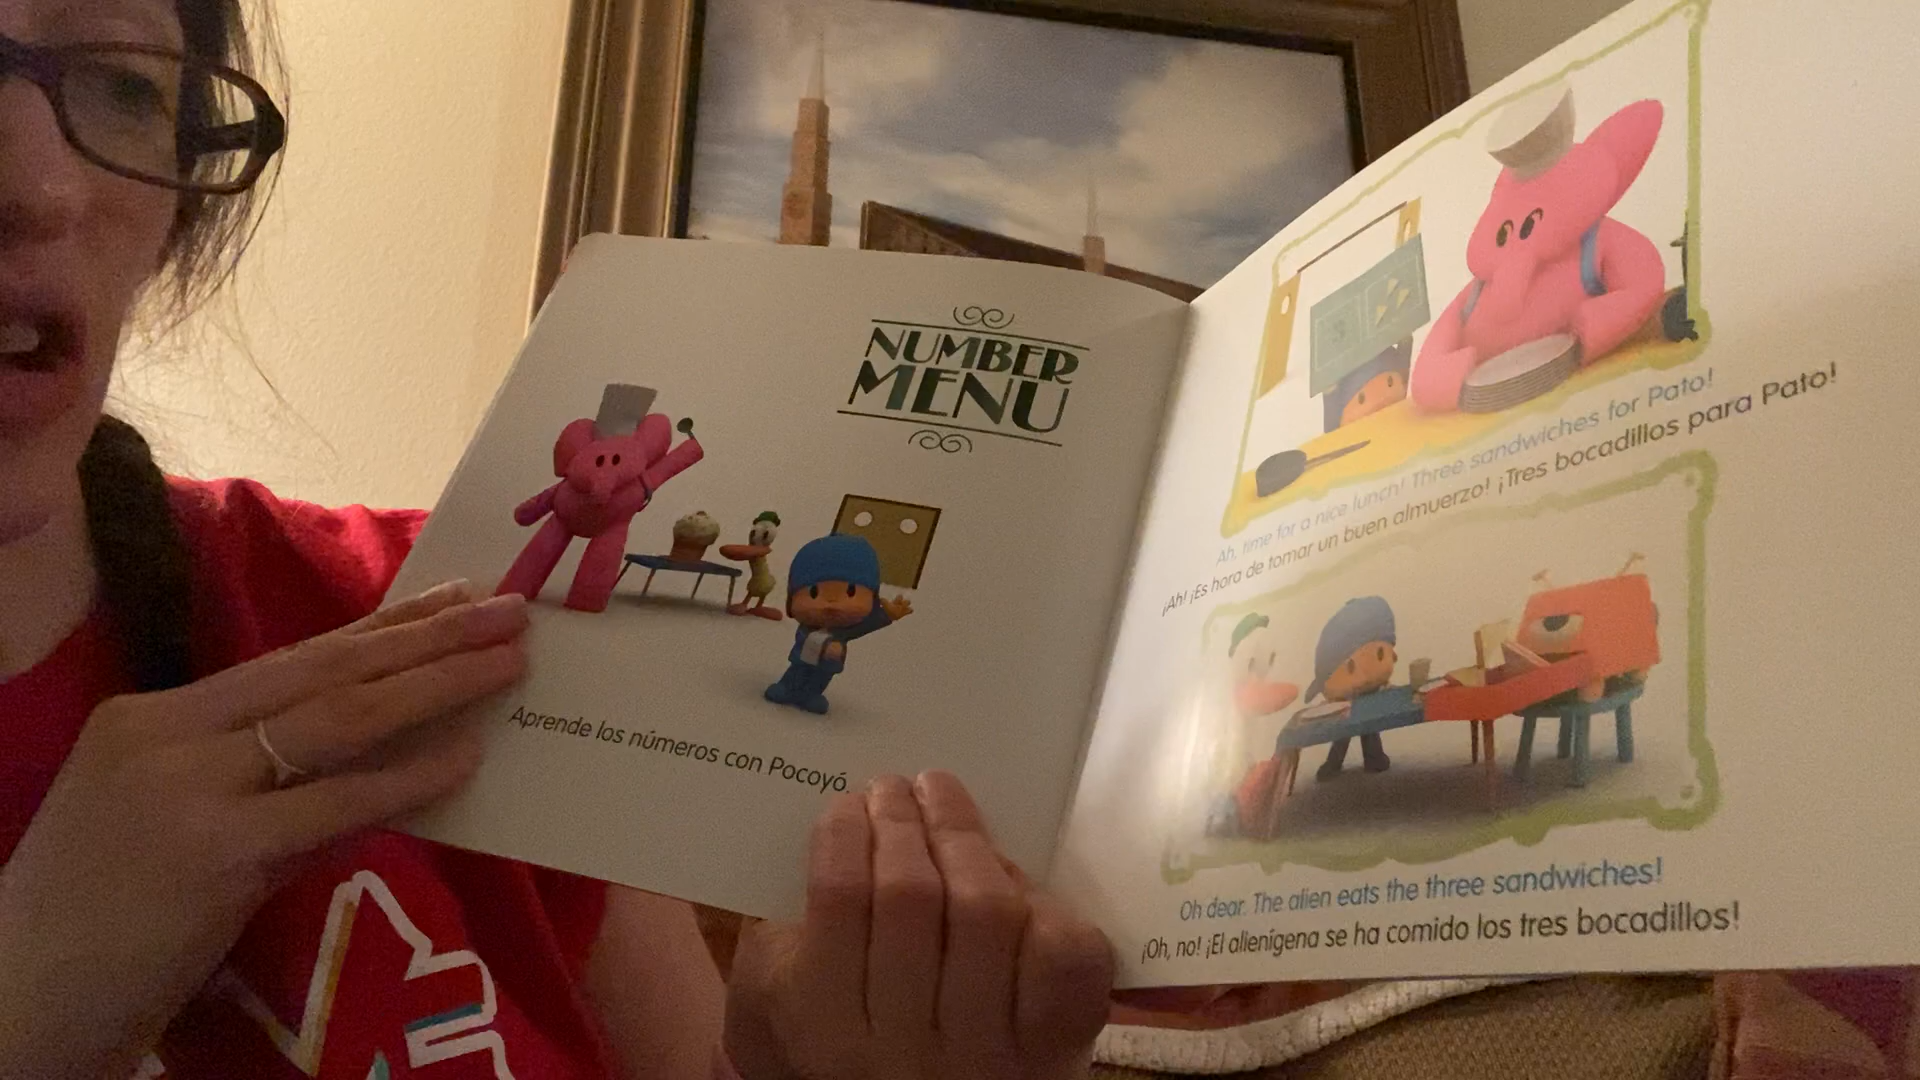 NUMBER
MENU
Aprende los números con Pocoyó.
Ah, time for a nice lunch! Three sandwiches for Pato!
¡Ah! ¡Es hora de tomar un buen almuerzo! ¡Tres bocadillos para Pato!
Oh dear. The alien eats the three sandwiches!
¡Oh, no! ¡El alienígena se ha comido los tres bocadillos!